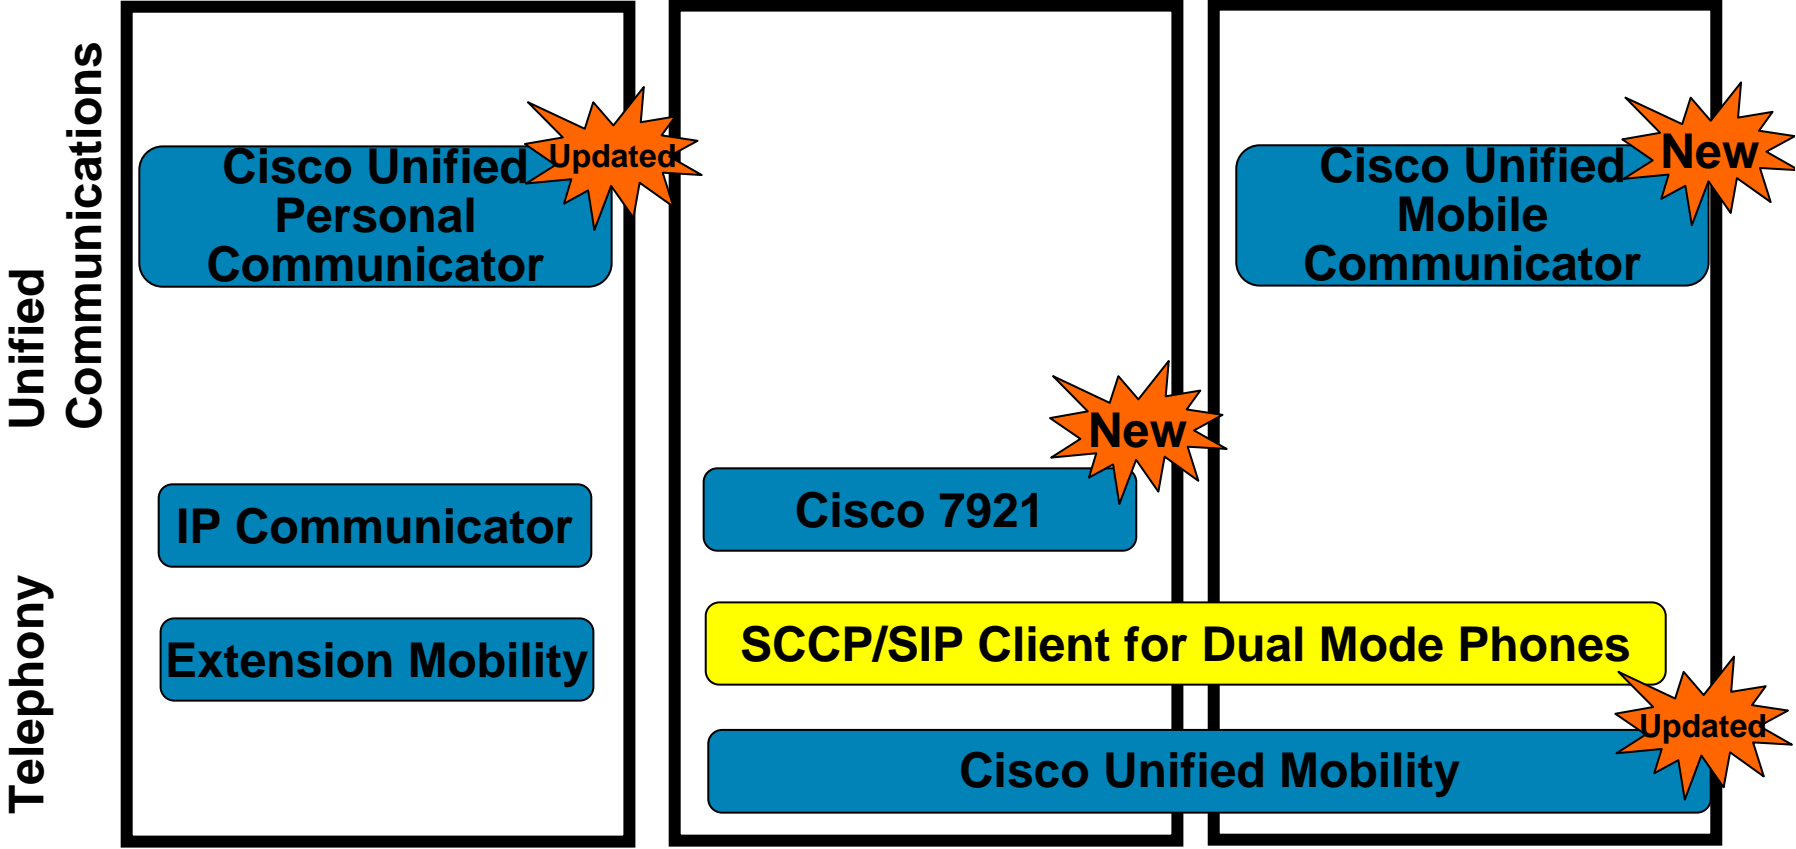 Unified
Communications
Telephony
Cisco Unified
Personal
Communicator
Updated
IP Communicator
Extension Mobility
New
Cisco 7921
Cisco Unified
Mobile
Communicator
New
SCCP/SIP Client for Dual Mode Phones
Updated
Cisco Unified Mobility